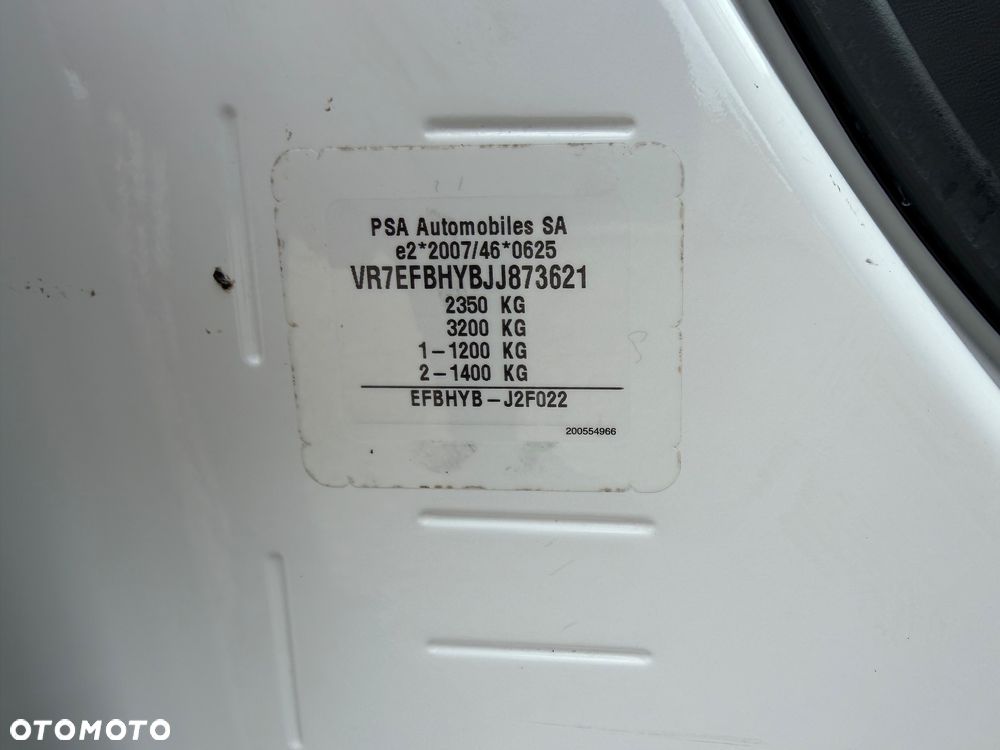 PSA Automobiles SA
e2*2007/46*0625
VR7EFBHYBJJ873621
2350 KG
3200 KG
1-1200 KG
2-1400 KG
EFBHYB-J2F022
200554966
OTOMOTO